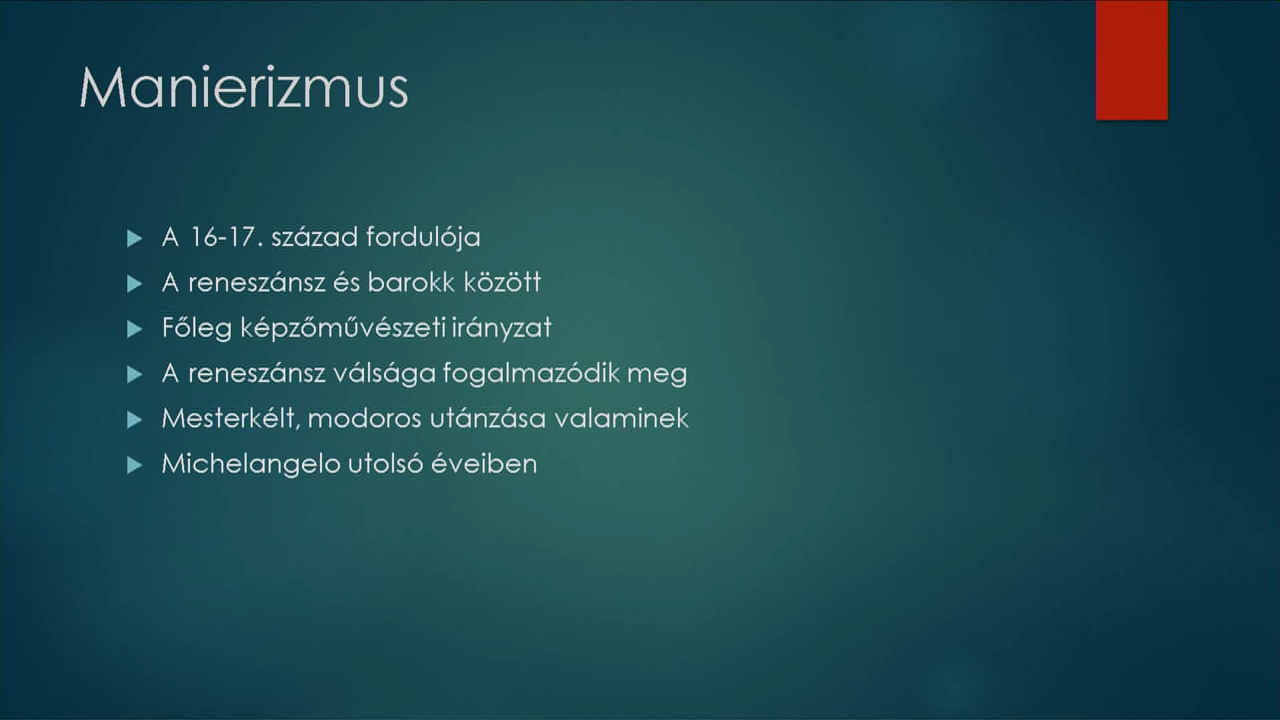 Manierizmus
A 16-17. század fordulója
A reneszánsz és barokk között
Főleg képzőművészeti irányzat
A reneszánsz válsága fogalmazódik meg
Mesterkélt, modoros utánzása valaminek
Michelangelo utolsó éveiben